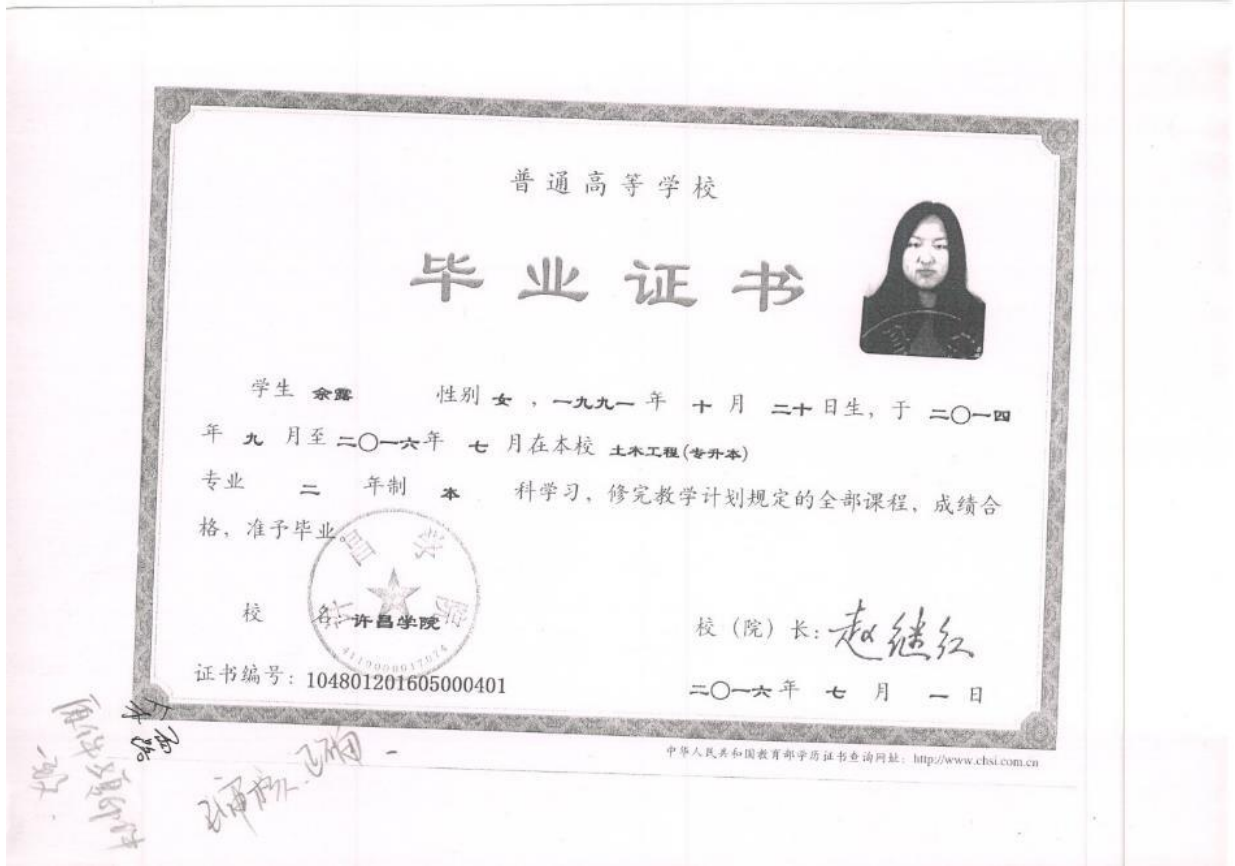 普通高等学校
毕业证书
学生 余露 性别 女 ，一九九一 年 十 月 二十 日生，于 二〇一四
年 九 月至 二〇一六年 七 月在本校 土木工程(专升本)
专业 二 年制 本 科学习，修完教学计划规定的全部课程，成绩合
格，准予毕业。
许昌学院
4110000017074
校 名：许昌学院
校（院）长：赵继红
证书编号：104801201605000401
二〇一六年 七 月 一 日
中华人民共和国教育部学历证书查询网址：http://www.chsi.com.cn
余露